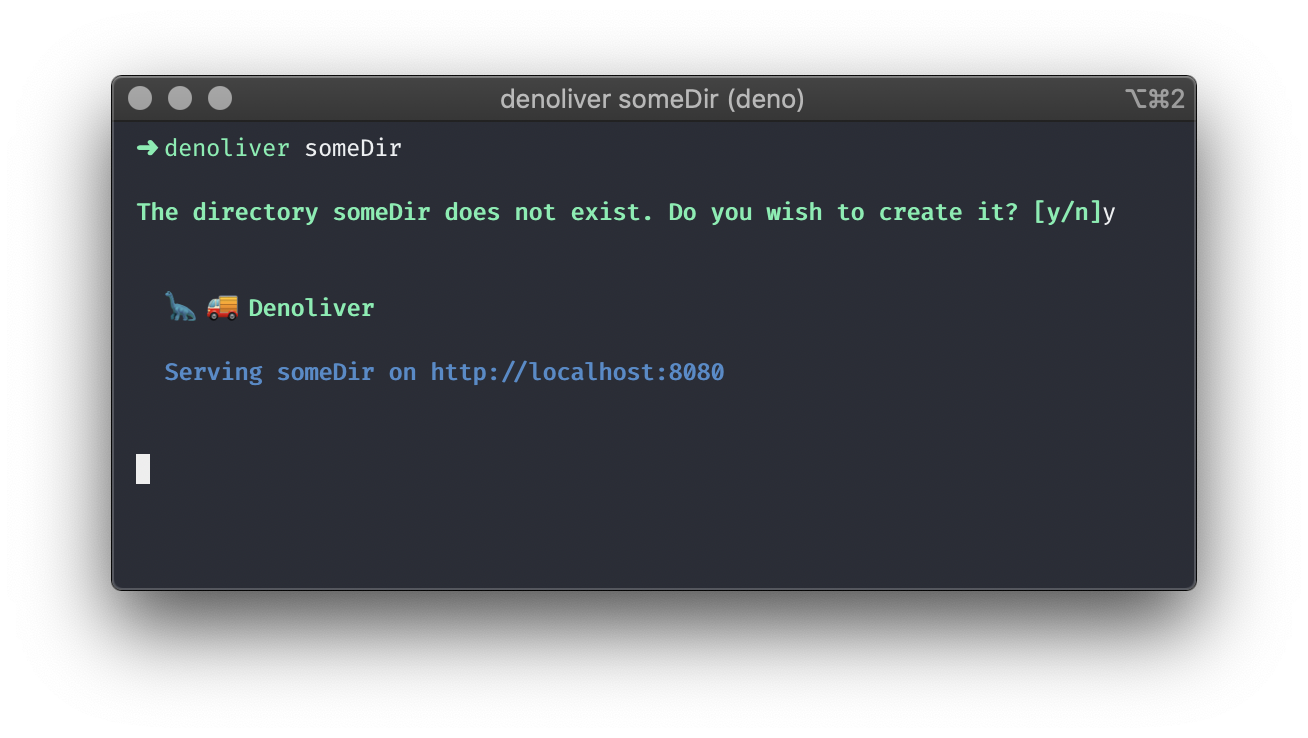 denoliver someDir (deno)
⌥⌘2
➜ denoliver someDir
The directory someDir does not exist. Do you wish to create it? [y/n]y
🦕 🚚 Denoliver
Serving someDir on http://localhost:8080